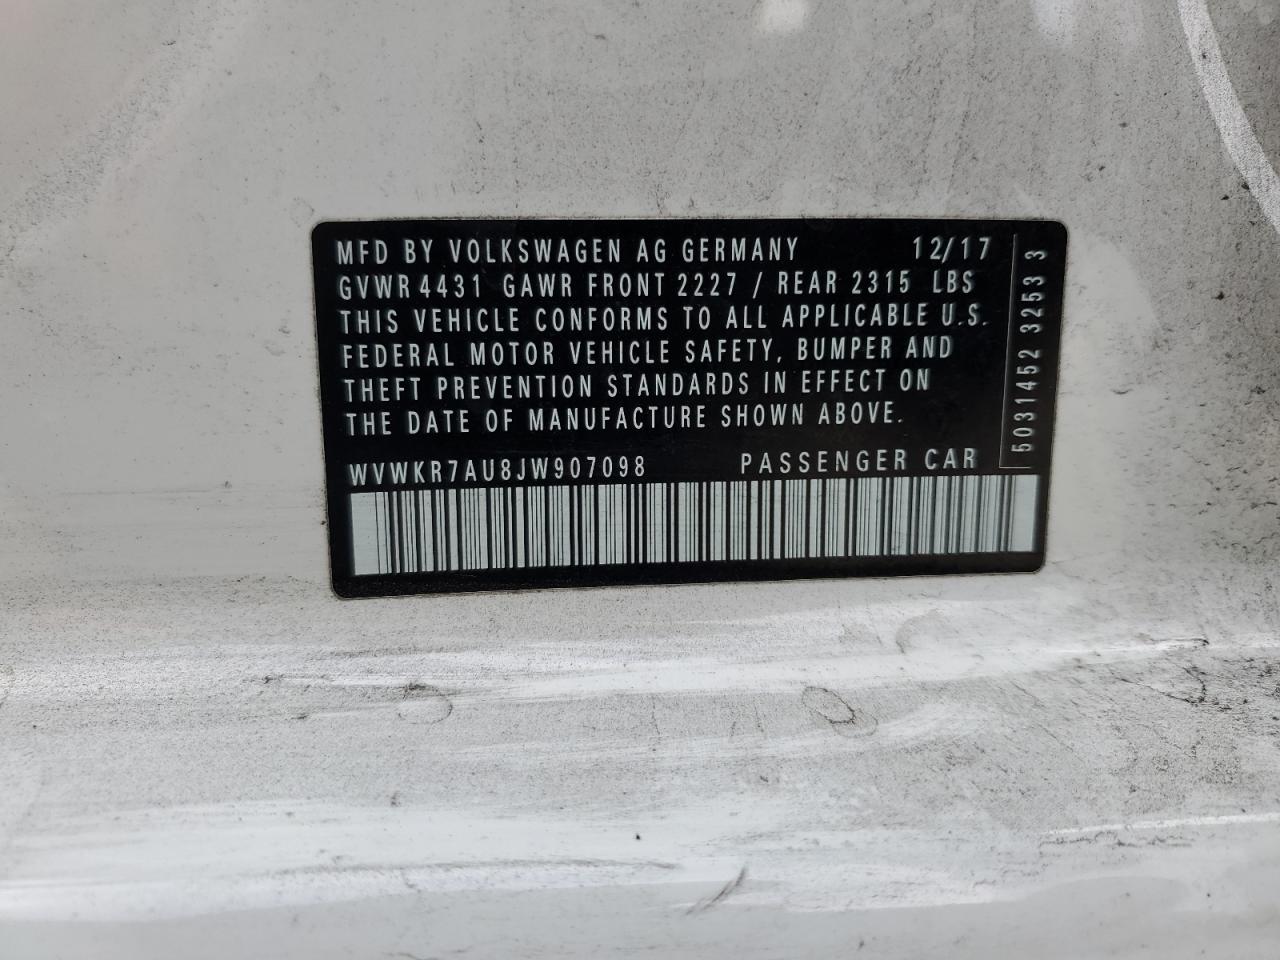 MFD BY VOLKSWAGEN AG GERMANY 12/17
GVWR 4431 GAWR FRONT 2227 / REAR 2315 LBS
THIS VEHICLE CONFORMS TO ALL APPLICABLE U.S.
FEDERAL MOTOR VEHICLE SAFETY, BUMPER AND
THEFT PREVENTION STANDARDS IN EFFECT ON
THE DATE OF MANUFACTURE SHOWN ABOVE.
WVWKR7AU8JW907098 PASSENGER CAR
5031452 3253 3